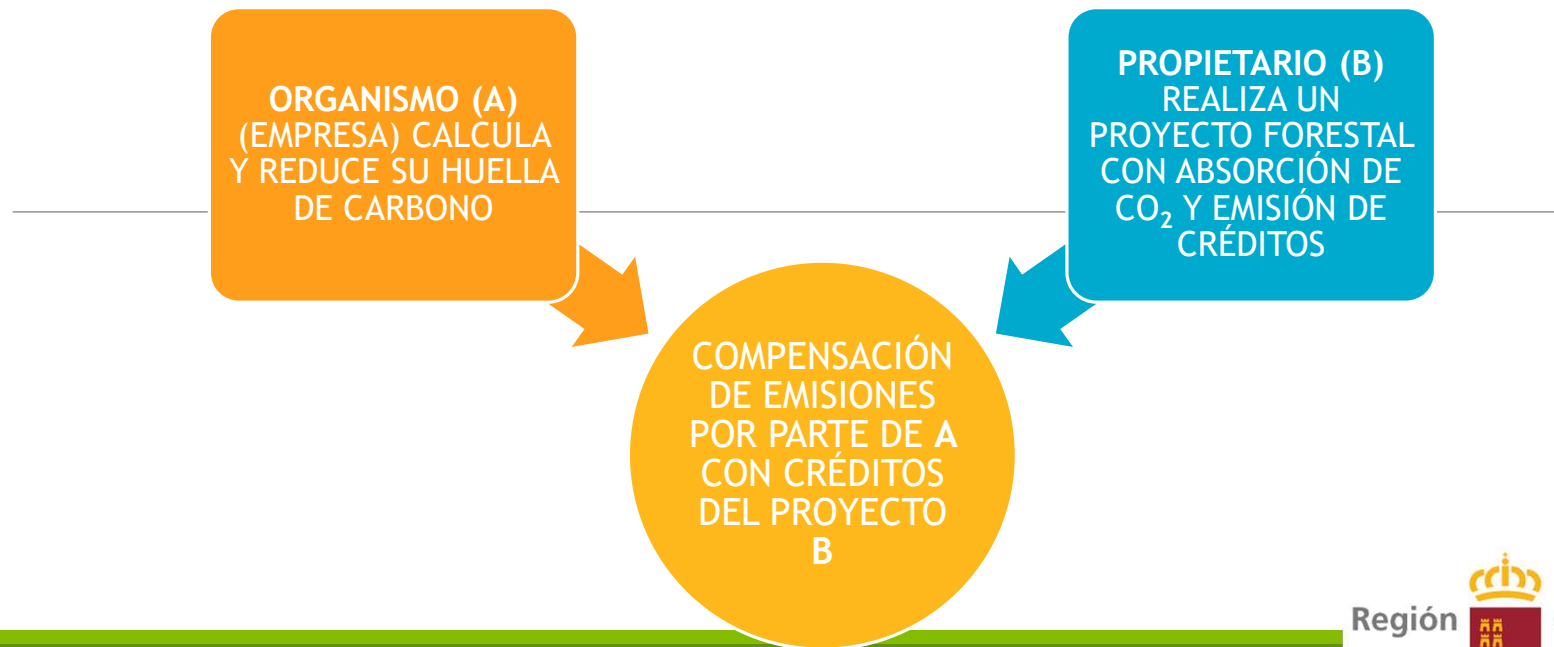 ORGANISMO (A)
(EMPRESA) CALCULA
Y REDUCE SU HUELLA
DE CARBONO
PROPIETARIO (B)
REALIZA UN
PROYECTO FORESTAL
CON ABSORCIÓN DE
CO₂ Y EMISIÓN DE
CRÉDITOS
COMPENSACIÓN
DE EMISIONES
POR PARTE DE A
CON CRÉDITOS
DEL PROYECTO
B
Región